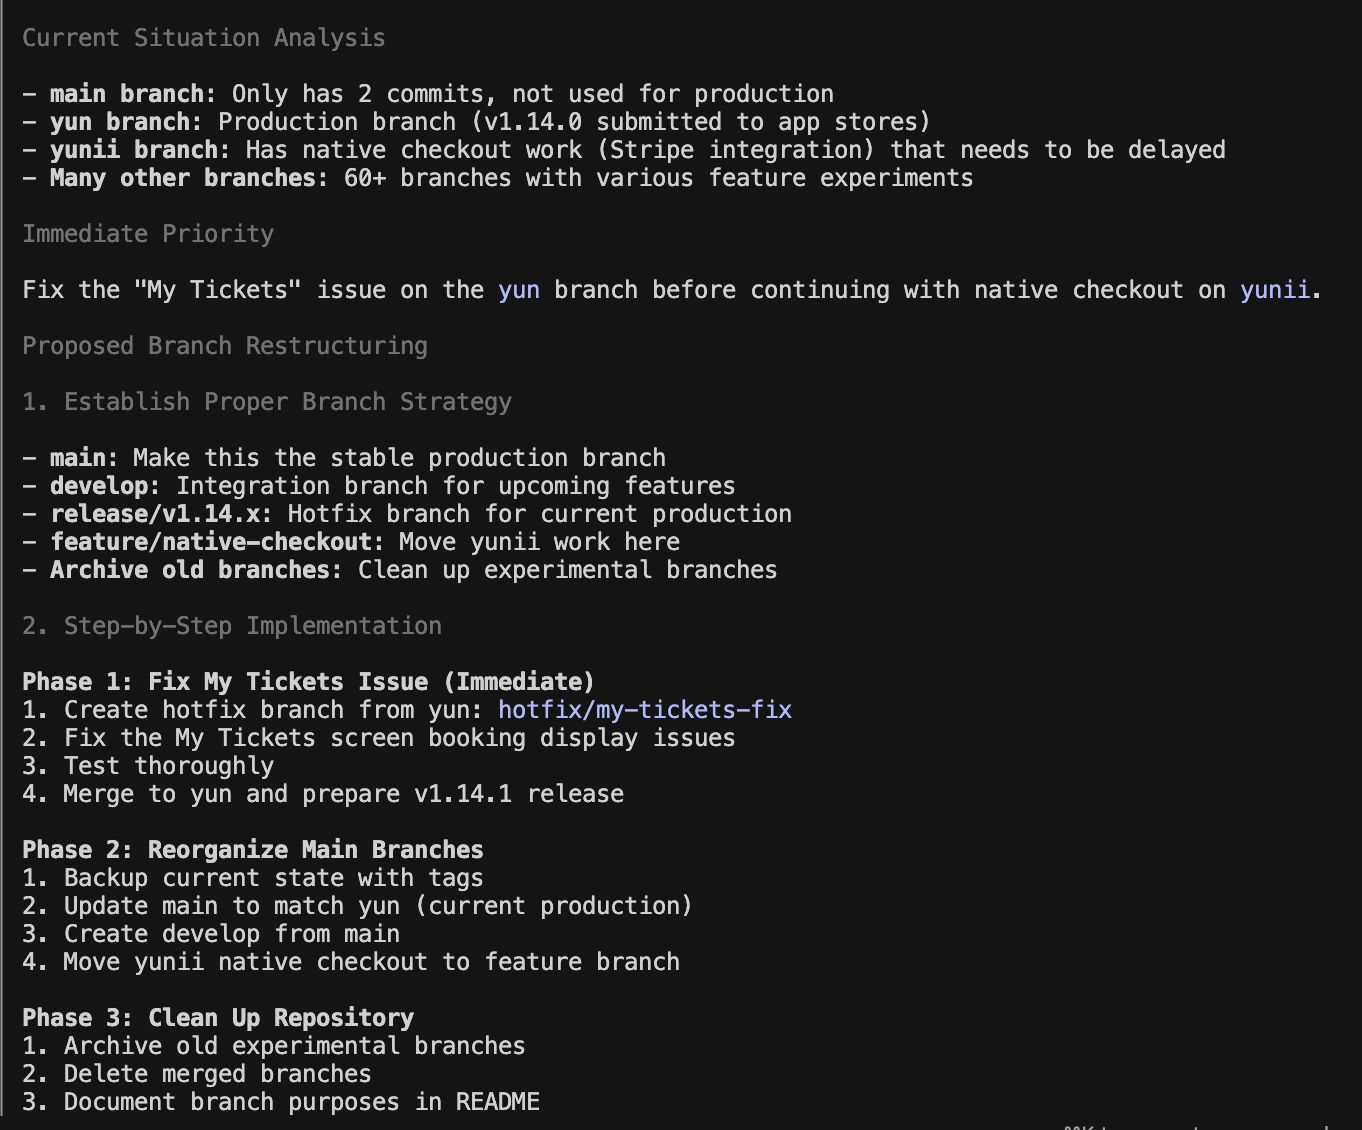 Current Situation Analysis
- main branch: Only has 2 commits, not used for production
- yun branch: Production branch (v1.14.0 submitted to app stores)
- yunii branch: Has native checkout work (Stripe integration) that needs to be delayed
- Many other branches: 60+ branches with various feature experiments
Immediate Priority
Fix the "My Tickets" issue on the yun branch before continuing with native checkout on yunii.
Proposed Branch Restructuring
1. Establish Proper Branch Strategy
- main: Make this the stable production branch
- develop: Integration branch for upcoming features
- release/v1.14.x: Hotfix branch for current production
- feature/native-checkout: Move yunii work here
- Archive old branches: Clean up experimental branches
2. Step-by-Step Implementation
Phase 1: Fix My Tickets Issue (Immediate)
1. Create hotfix branch from yun: hotfix/my-tickets-fix
2. Fix the My Tickets screen booking display issues
3. Test thoroughly
4. Merge to yun and prepare v1.14.1 release
Phase 2: Reorganize Main Branches
1. Backup current state with tags
2. Update main to match yun (current production)
3. Create develop from main
4. Move yunii native checkout to feature branch
Phase 3: Clean Up Repository
1. Archive old experimental branches
2. Delete merged branches
3. Document branch purposes in README